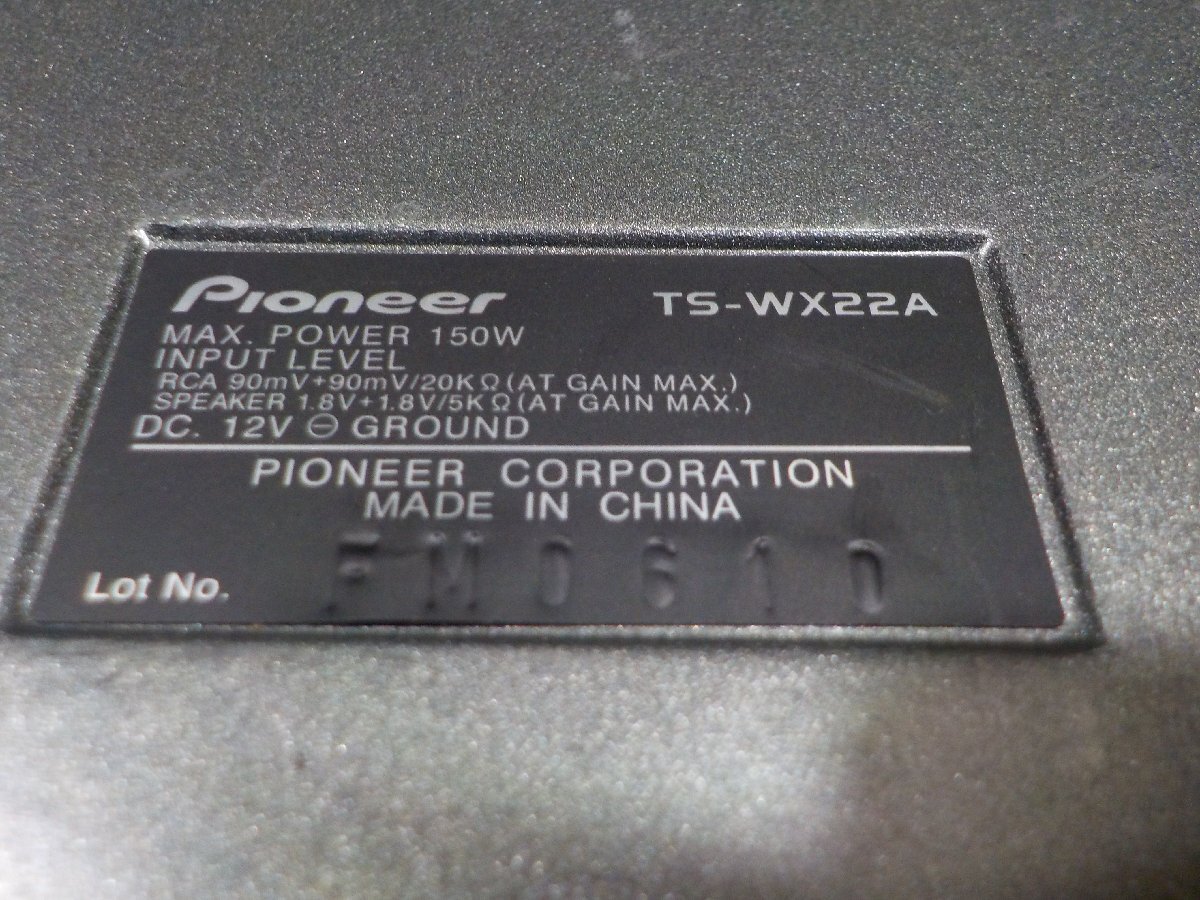 Pioneer TS-WX22A
MAX. POWER 150W
INPUT LEVEL
RCA 90mV+90mV/20KΩ(AT GAIN MAX.)
SPEAKER 1.8V+1.8V/5KΩ(AT GAIN MAX.)
DC. 12V ⊖ GROUND
PIONEER CORPORATION
MADE IN CHINA
Lot No. FM061D